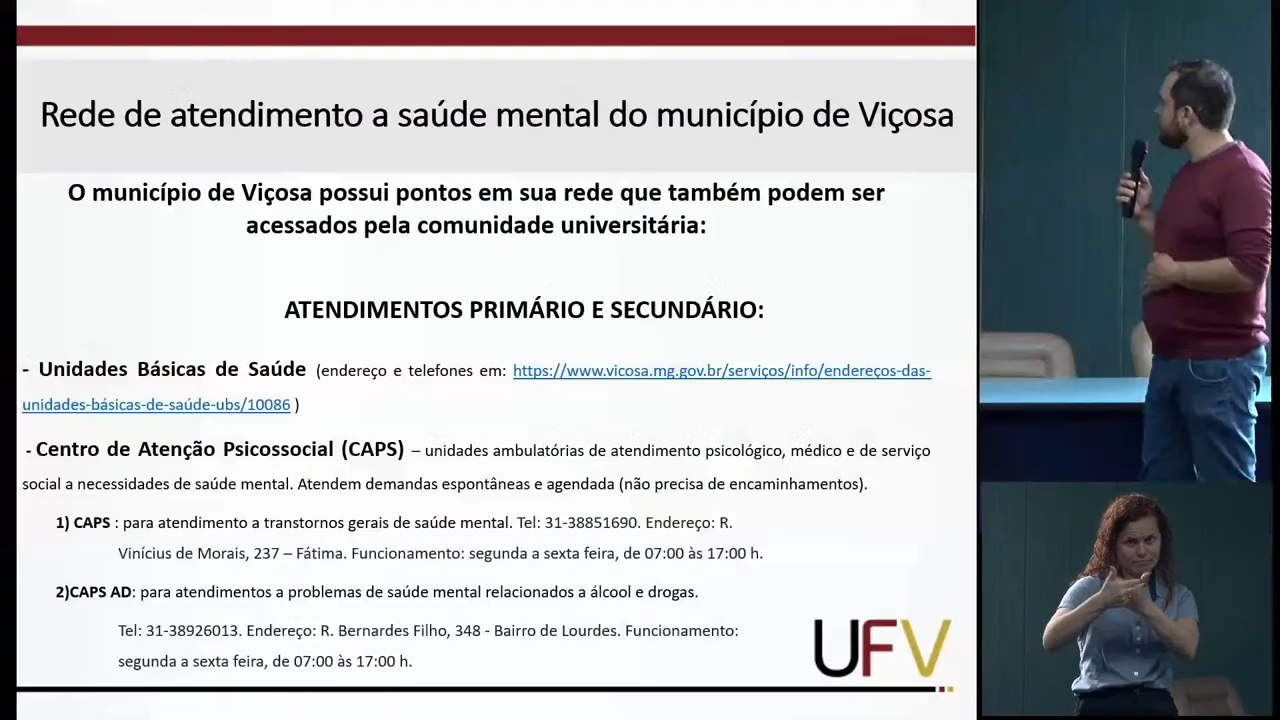 Rede de atendimento a saúde mental do município de Viçosa
O município de Viçosa possui pontos em sua rede que também podem ser
acessados pela comunidade universitária:
ATENDIMENTOS PRIMÁRIO E SECUNDÁRIO:
- Unidades Básicas de Saúde (endereço e telefones em: https://www.vicosa.mg.gov.br/serviços/info/endereços-das-
unidades-básicas-de-saúde-ubs/10086 )
- Centro de Atenção Psicossocial (CAPS) – unidades ambulatórias de atendimento psicológico, médico e de serviço
social a necessidades de saúde mental. Atendem demandas espontâneas e agendada (não precisa de encaminhamentos).
1) CAPS : para atendimento a transtornos gerais de saúde mental. Tel: 31-38851690. Endereço: R.
Vinícius de Morais, 237 – Fátima. Funcionamento: segunda a sexta feira, de 07:00 às 17:00 h.
2)CAPS AD: para atendimentos a problemas de saúde mental relacionados a álcool e drogas.
Tel: 31-38926013. Endereço: R. Bernardes Filho, 348 - Bairro de Lourdes. Funcionamento:
segunda a sexta feira, de 07:00 às 17:00 h.
UFV